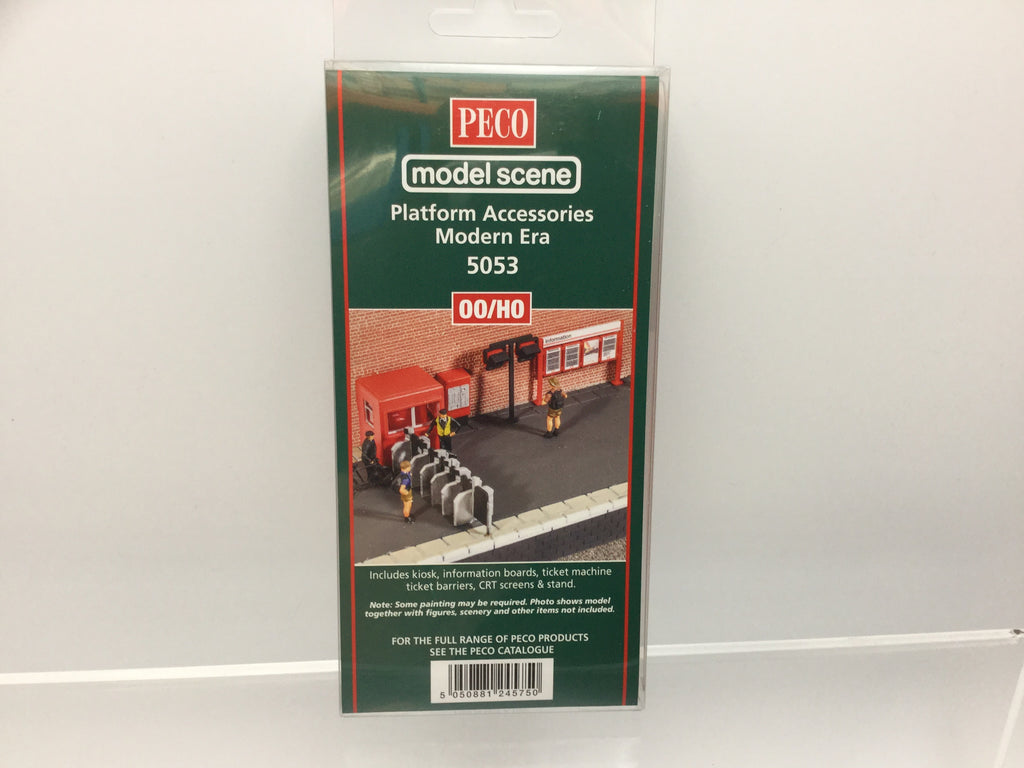 PECO
model scene
Platform Accessories
Modern Era
5053
OO/HO
Information
Includes kiosk, information boards, ticket machine
ticket barriers, CRT screens & stand.
Note: Some painting may be required. Photo shows model
together with figures, scenery and other items not included.
FOR THE FULL RANGE OF PECO PRODUCTS
SEE THE PECO CATALOGUE
5 050881 245750